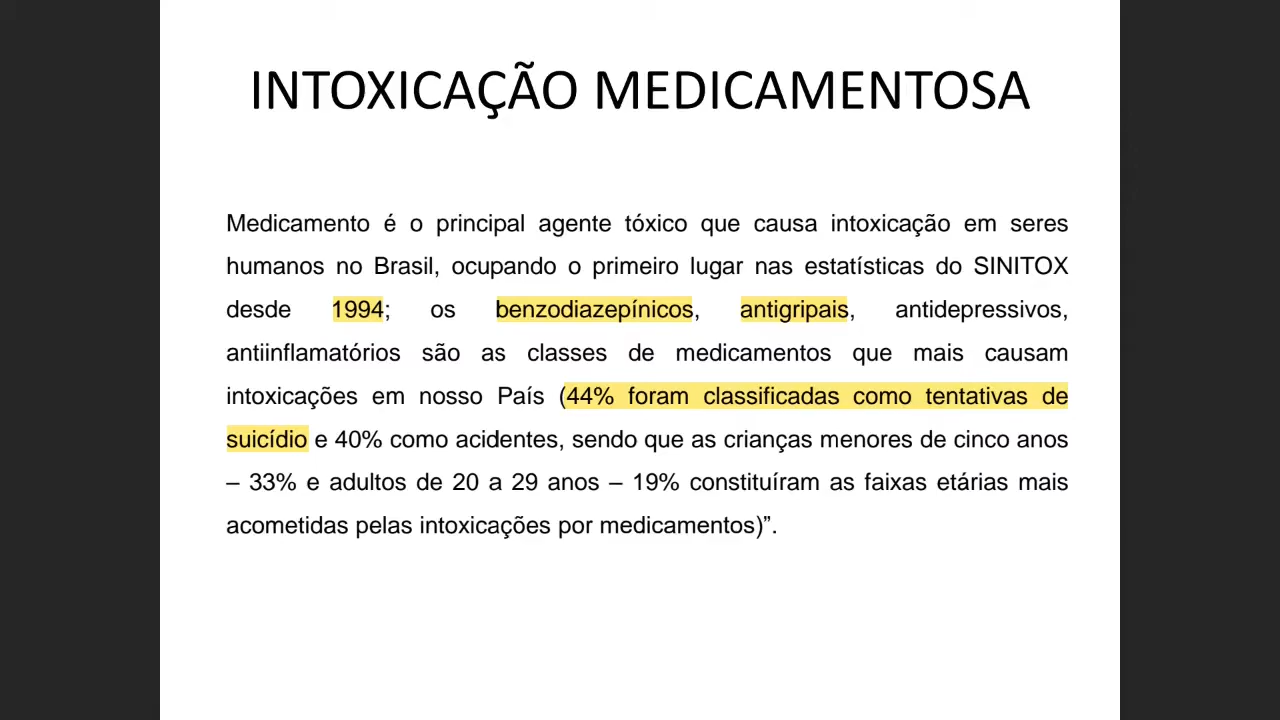 INTOXICAÇÃO MEDICAMENTOSA
Medicamento é o principal agente tóxico que causa intoxicação em seres
humanos no Brasil, ocupando o primeiro lugar nas estatísticas do SINITOX
desde 1994; os benzodiazepínicos, antigripais, antidepressivos,
antiinflamatórios são as classes de medicamentos que mais causam
intoxicações em nosso País (44% foram classificadas como tentativas de
suicídio e 40% como acidentes, sendo que as crianças menores de cinco anos
– 33% e adultos de 20 a 29 anos – 19% constituíram as faixas etárias mais
acometidas pelas intoxicações por medicamentos)”.